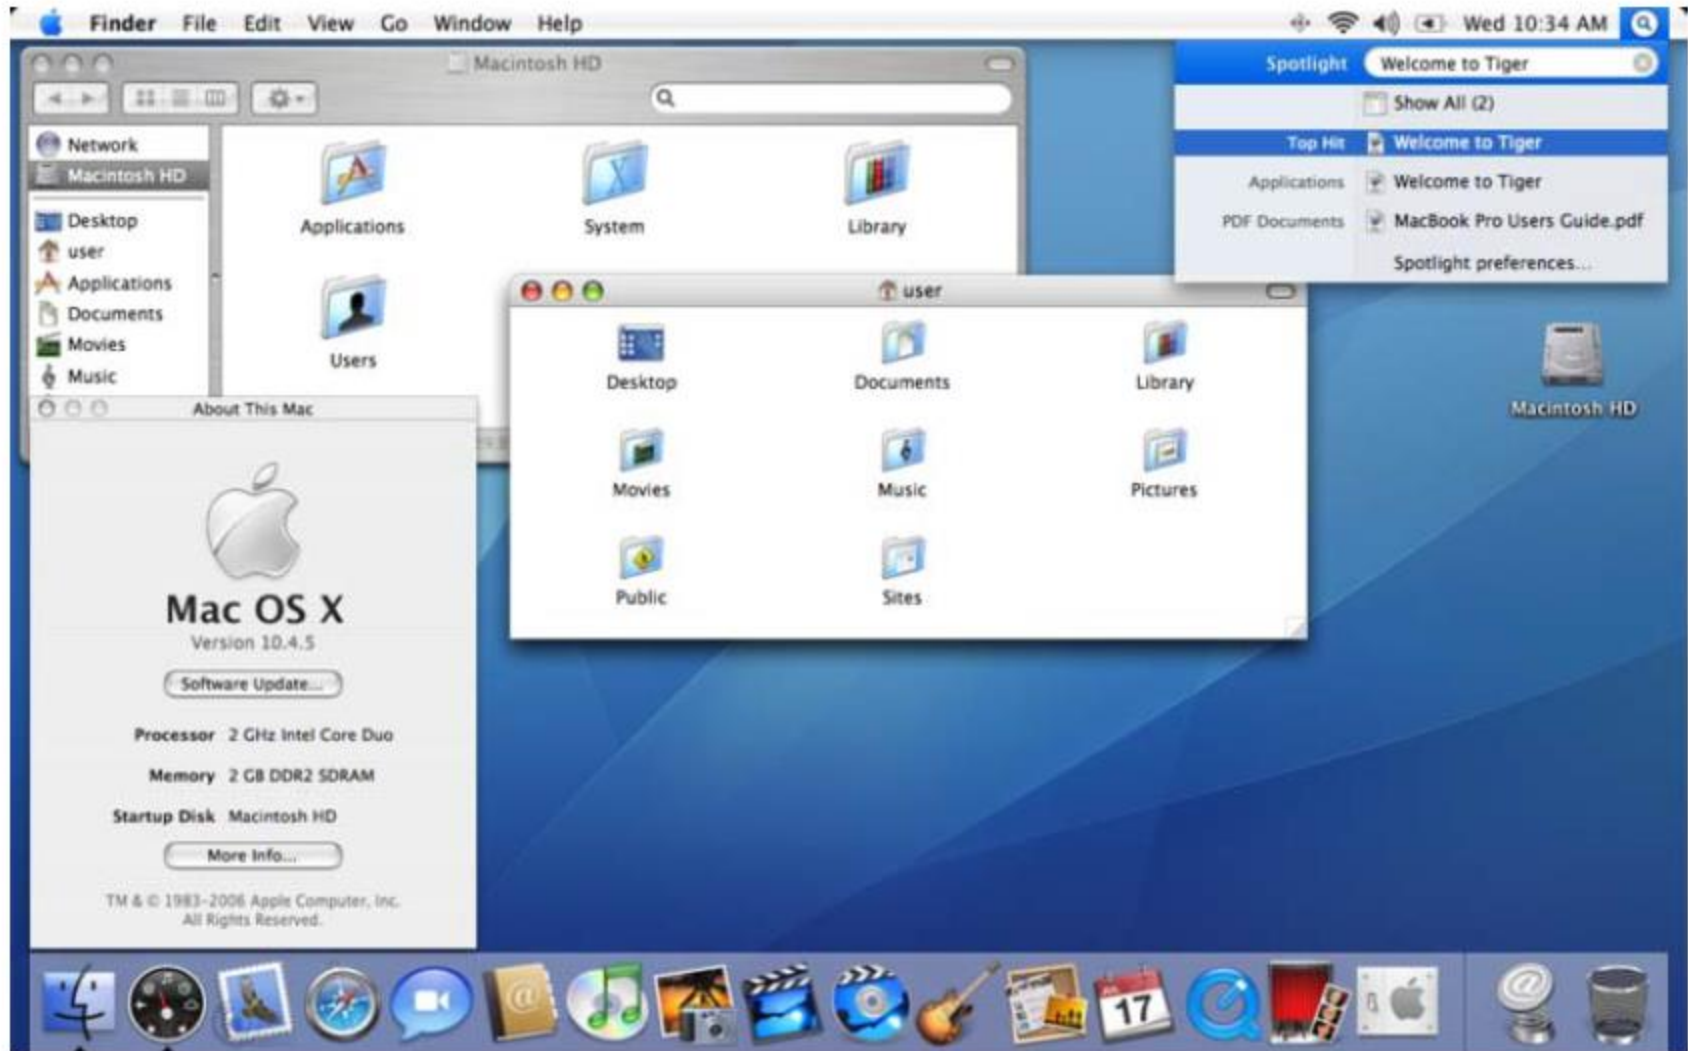 Finder File Edit View Go Window Help
Wed 10:34 AM
Macintosh HD
Network
Macintosh HD
Desktop
user
Applications
Documents
Movies
Music
Applications
System
Library
Users
Spotlight Welcome to Tiger
Show All (2)
Top Hit Welcome to Tiger
Applications Welcome to Tiger
PDF Documents MacBook Pro Users Guide.pdf
Spotlight preferences...
user
Desktop
Documents
Library
Movies
Music
Pictures
Public
Sites
Macintosh HD
About This Mac
Mac OS X
Version 10.4.5
Software Update...
Processor 2 GHz Intel Core Duo
Memory 2 GB DDR2 SDRAM
Startup Disk Macintosh HD
More Info...
TM & © 1983-2006 Apple Computer, Inc.
All Rights Reserved.
17